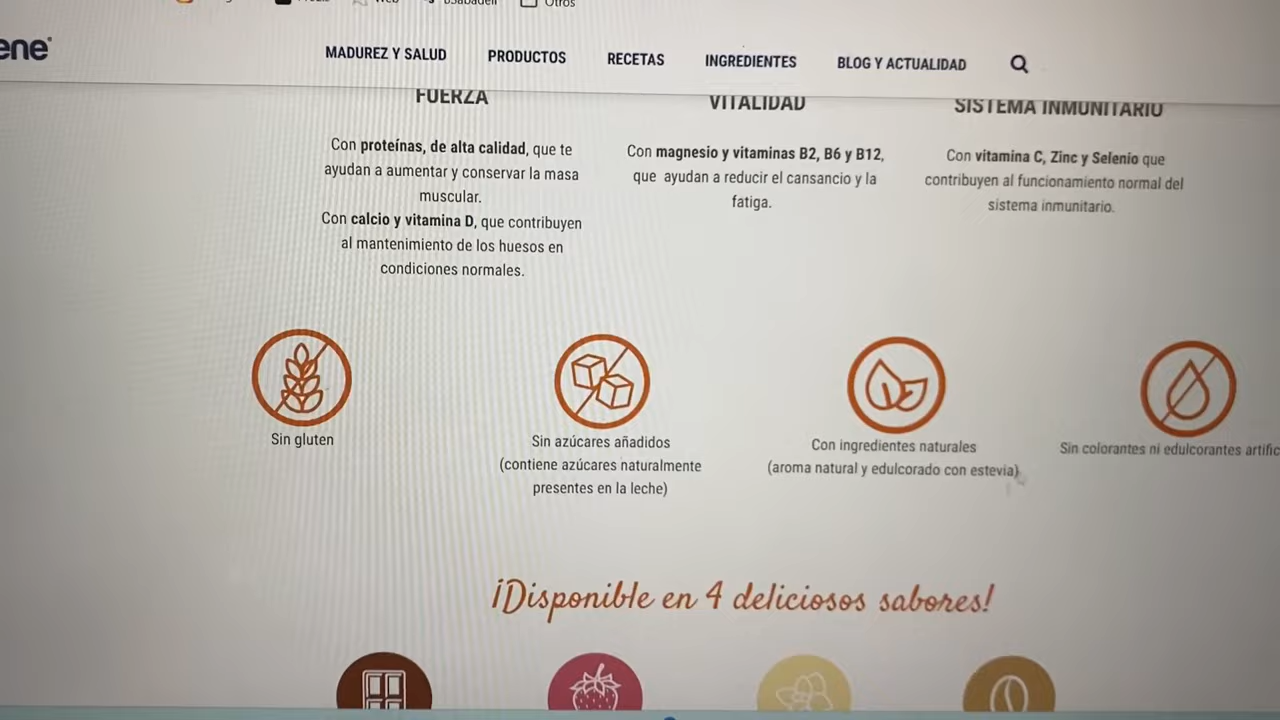 Otros
ene
MADUREZ Y SALUD
PRODUCTOS
RECETAS
INGREDIENTES
BLOG Y ACTUALIDAD
FUERZA
Con proteínas, de alta calidad, que te
ayudan a aumentar y conservar la masa
muscular.
Con calcio y vitamina D, que contribuyen
al mantenimiento de los huesos en
condiciones normales.
VITALIDAD
Con magnesio y vitaminas B2, B6 y B12,
que ayudan a reducir el cansancio y la
fatiga.
SISTEMA INMUNITARIO
Con vitamina C, Zinc y Selenio que
contribuyen al funcionamiento normal del
sistema inmunitario.
Sin gluten
Sin azúcares añadidos
(contiene azúcares naturalmente
presentes en la leche)
Con ingredientes naturales
(aroma natural y edulcorado con estevia)
Sin colorantes ni edulcorantes artific
¡Disponible en 4 deliciosos sabores!